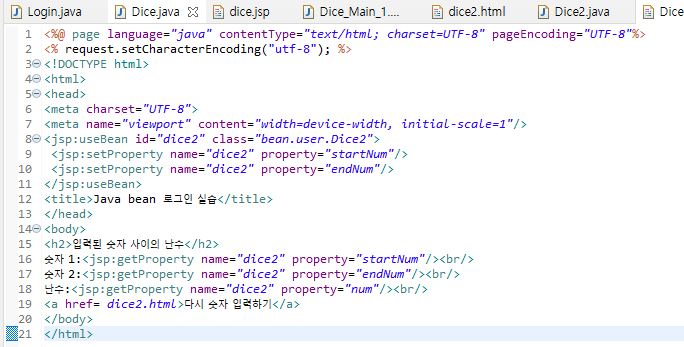 Login.java Dice.java dice.jsp Dice_Main_1.... dice2.html Dice2.java Dice
1 <%@ page language="java" contentType="text/html; charset=UTF-8" pageEncoding="UTF-8"%>
2 <% request.setCharacterEncoding("utf-8"); %>
3 <!DOCTYPE html>
4 <html>
5 <head>
6 <meta charset="UTF-8">
7 <meta name="viewport" content="width=device-width, initial-scale=1"/>
8 <jsp:useBean id="dice2" class="bean.user.Dice2">
9 <jsp:setProperty name="dice2" property="startNum"/>
10 <jsp:setProperty name="dice2" property="endNum"/>
11 </jsp:useBean>
12 <title>Java bean 로그인 실습</title>
13 </head>
14 <body>
15 <h2>입력된 숫자 사이의 난수</h2>
16 숫자 1:<jsp:getProperty name="dice2" property="startNum"/><br/>
17 숫자 2:<jsp:getProperty name="dice2" property="endNum"/><br/>
18 난수:<jsp:getProperty name="dice2" property="num"/><br/>
19 <a href= dice2.html>다시 숫자 입력하기</a>
20 </body>
21 </html>